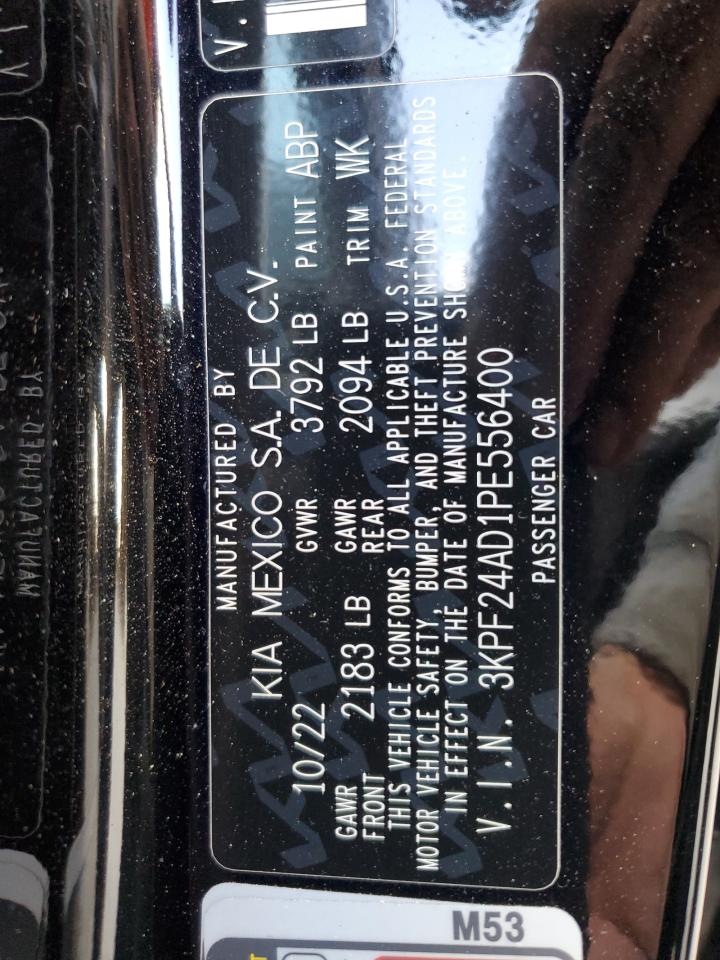 V.I
MANUFACTURED BY
KIA MEXICO S.A. DE C.V.
10/22 GVWR 3792 LB PAINT ABP
GAWR FRONT 2183 LB GAWR REAR 2094 LB TRIM WK
THIS VEHICLE CONFORMS TO ALL APPLICABLE U.S.A. FEDERAL
MOTOR VEHICLE SAFETY, BUMPER, AND THEFT PREVENTION STANDARDS
IN EFFECT ON THE DATE OF MANUFACTURE SHOWN ABOVE.
V.I.N. 3KPF24AD1PE556400
PASSENGER CAR
M53
MANUFACTURED BY